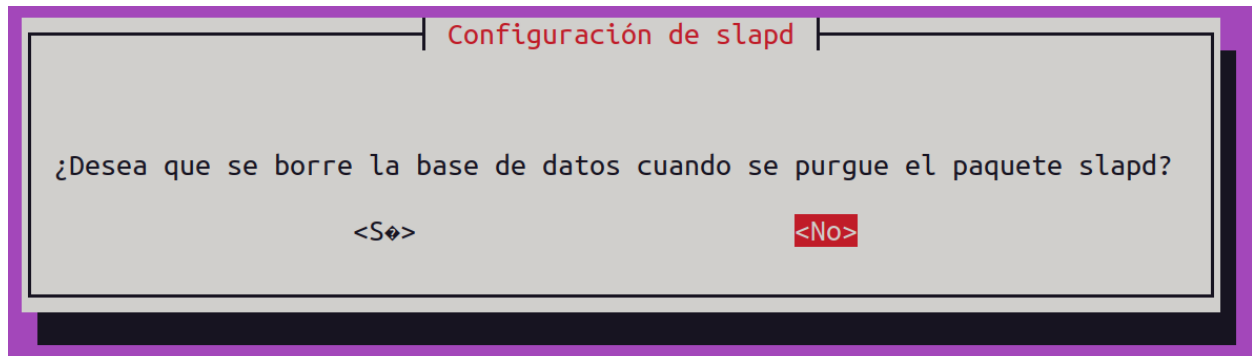 Configuración de slapd
¿Desea que se borre la base de datos cuando se purgue el paquete slapd?
<S�> <No>